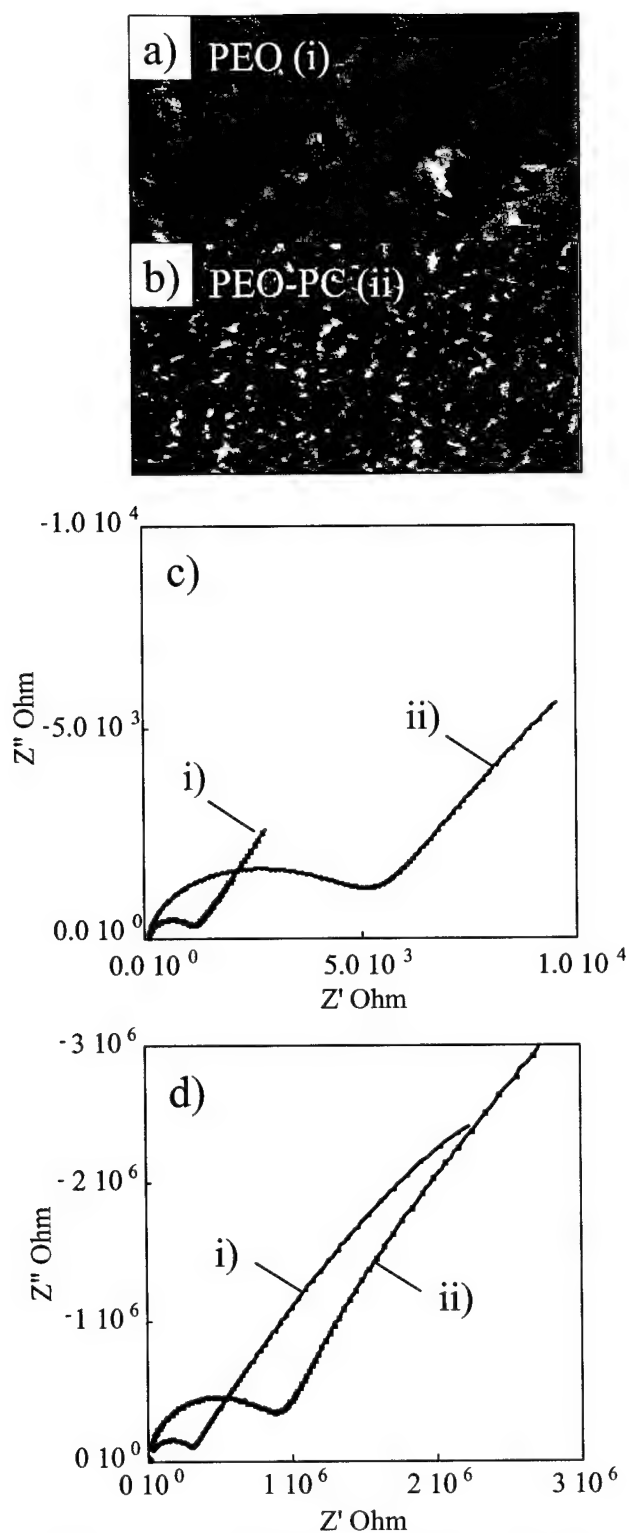 a) PEO (i)
b) PEO-PC (ii)
-1.0 10 4
c)
-5.0 10 3
ii)
i)
Z" Ohm
0.0 10 0
0.0 10 0
5.0 10 3
1.0 10 4
Z' Ohm
-3 10 6
d)
-2 10 6
i)
ii)
Z" Ohm
-1 10 6
0 10 0
0 10 0
1 10 6
2 10 6
3 10 6
Z' Ohm